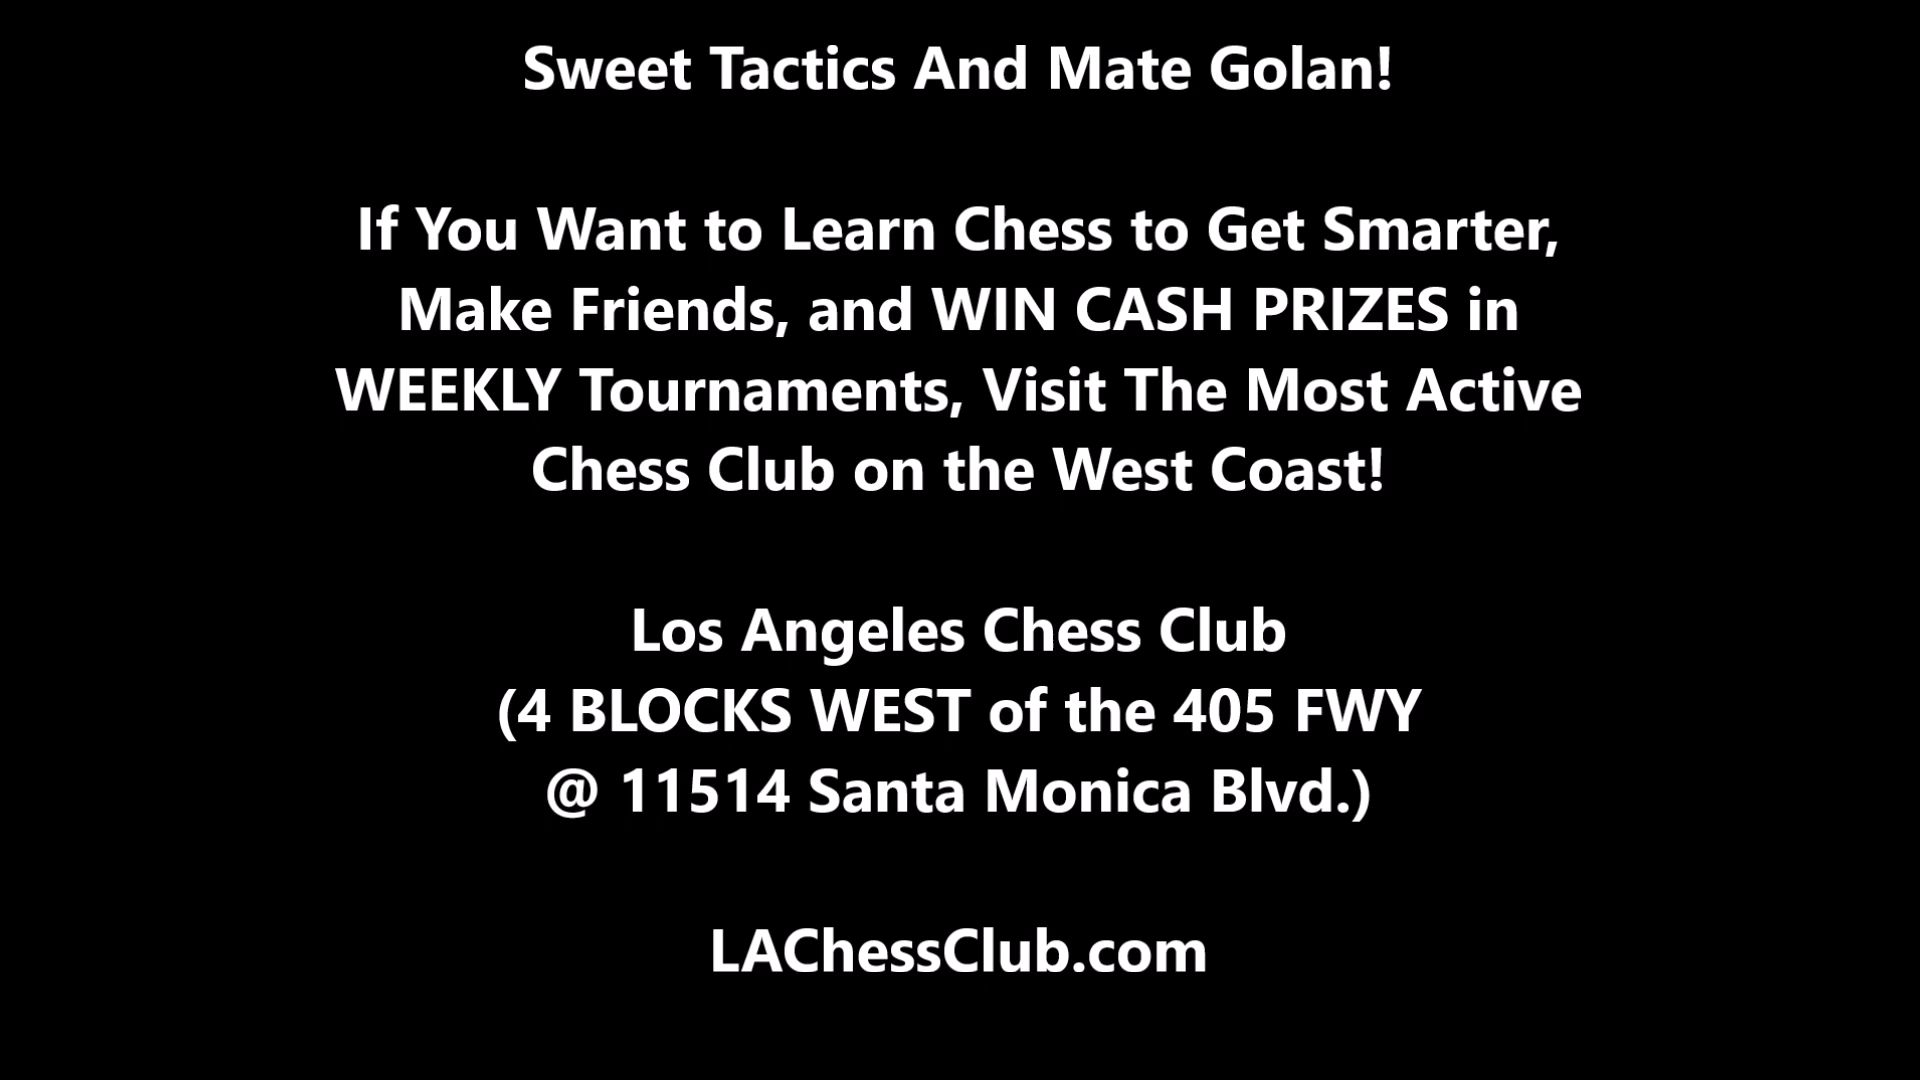 Sweet Tactics And Mate Golan!
If You Want to Learn Chess to Get Smarter,
Make Friends, and WIN CASH PRIZES in
WEEKLY Tournaments, Visit The Most Active
Chess Club on the West Coast!
Los Angeles Chess Club
(4 BLOCKS WEST of the 405 FWY
@ 11514 Santa Monica Blvd.)
LAChessClub.com